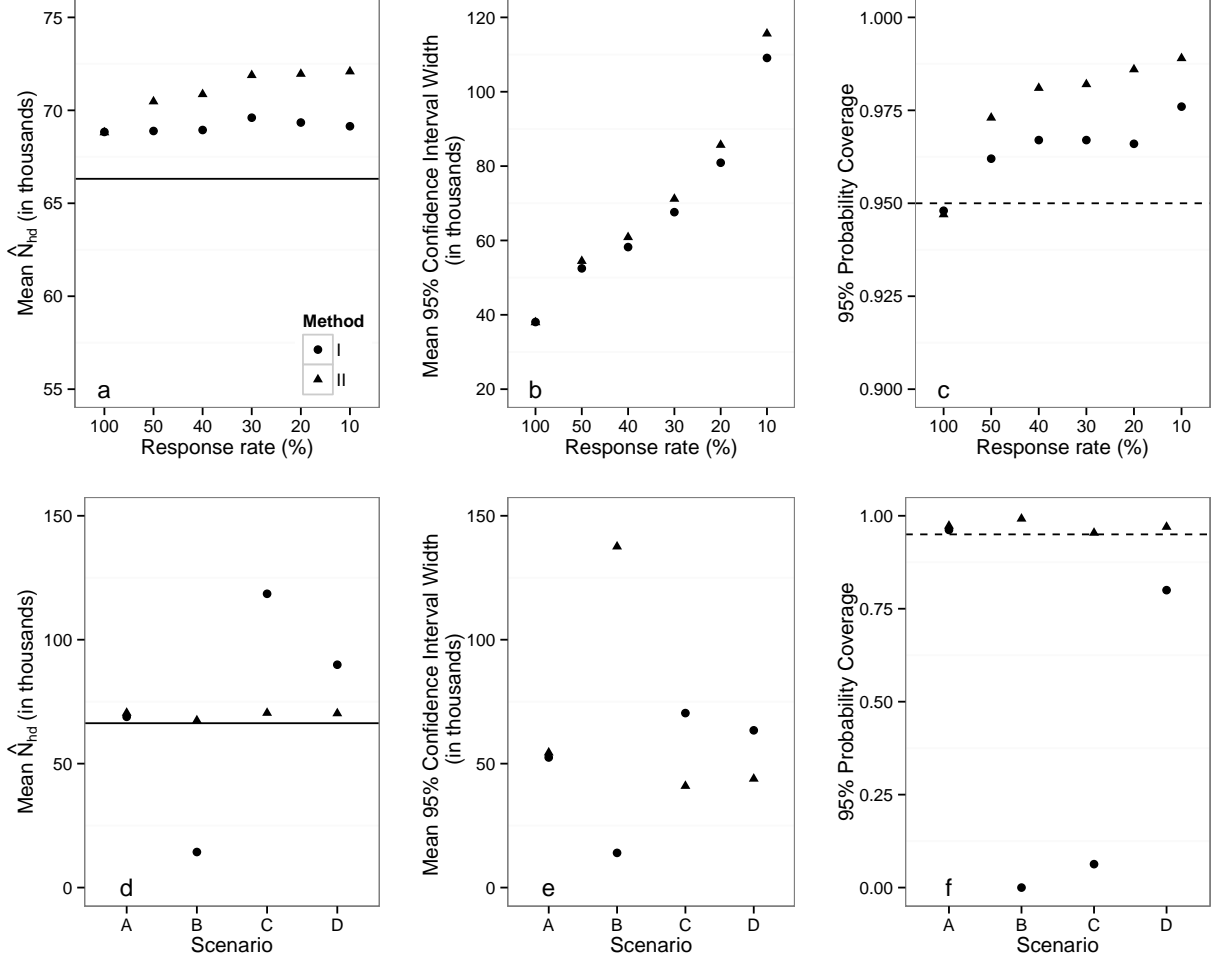 75
70
65
60
55
Mean N̂hd (in thousands)
Method
I
II
a
100 50 40 30 20 10
Response rate (%)
120
100
80
60
40
20
Mean 95% Confidence Interval Width
(in thousands)
b
100 50 40 30 20 10
Response rate (%)
1.000
0.975
0.950
0.925
0.900
95% Probability Coverage
c
100 50 40 30 20 10
Response rate (%)
150
100
50
0
Mean N̂hd (in thousands)
d
A B C D
Scenario
150
100
50
0
Mean 95% Confidence Interval Width
(in thousands)
e
A B C D
Scenario
1.00
0.75
0.50
0.25
0.00
95% Probability Coverage
f
A B C D
Scenario